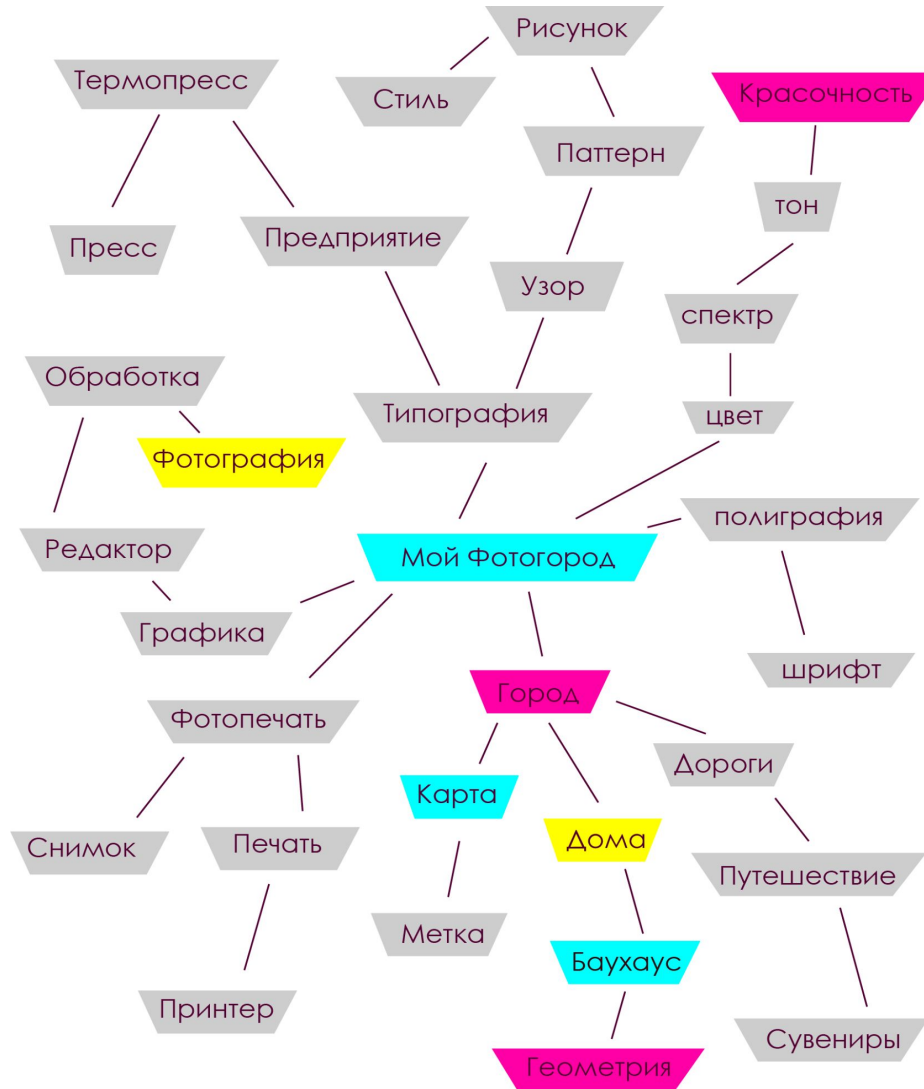 Рисунок
Термопресс
Стиль
Красочность
Паттерн
тон
Пресс
Предприятие
Узор
спектр
Обработка
Типография
цвет
Фотография
полиграфия
Редактор
Мой Фотогород
Графика
шрифт
Город
Фотопечать
Дороги
Карта
Снимок
Печать
Дома
Путешествие
Метка
Баухаус
Принтер
Сувениры
Геометрия